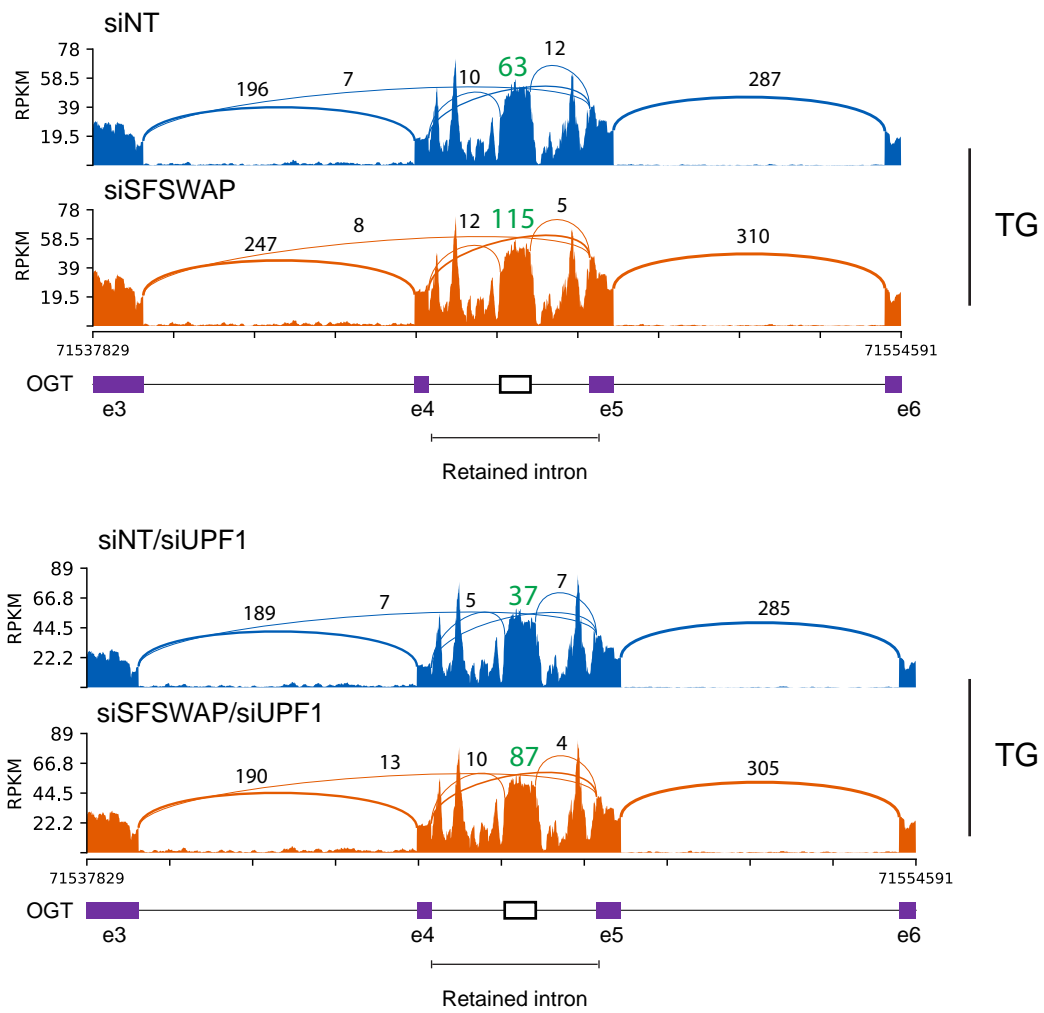 siNT
78
58.5
39
19.5
RPKM
196
7
10
63
12
287
siSFSWAP
78
58.5
39
19.5
RPKM
247
8
12
115
5
310
TG
71537829
71554591
OGT
e3
e4
e5
e6
Retained intron
siNT/siUPF1
89
66.8
44.5
22.2
RPKM
189
7
5
37
7
285
siSFSWAP/siUPF1
89
66.8
44.5
22.2
RPKM
190
13
10
87
4
305
TG
71537829
71554591
OGT
e3
e4
e5
e6
Retained intron